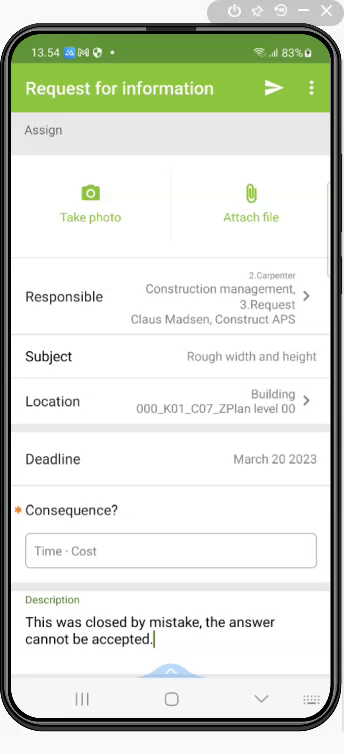 13.54
83%
Request for information
Assign
Take photo
Attach file
2.Carpenter
Responsible
Construction management,
3.Request
Claus Madsen, Construct APS
Subject
Rough width and height
Location
Building
000_K01_C07_ZPlan level 00
Deadline
March 20 2023
* Consequence?
Time · Cost
Description
This was closed by mistake, the answer
cannot be accepted.